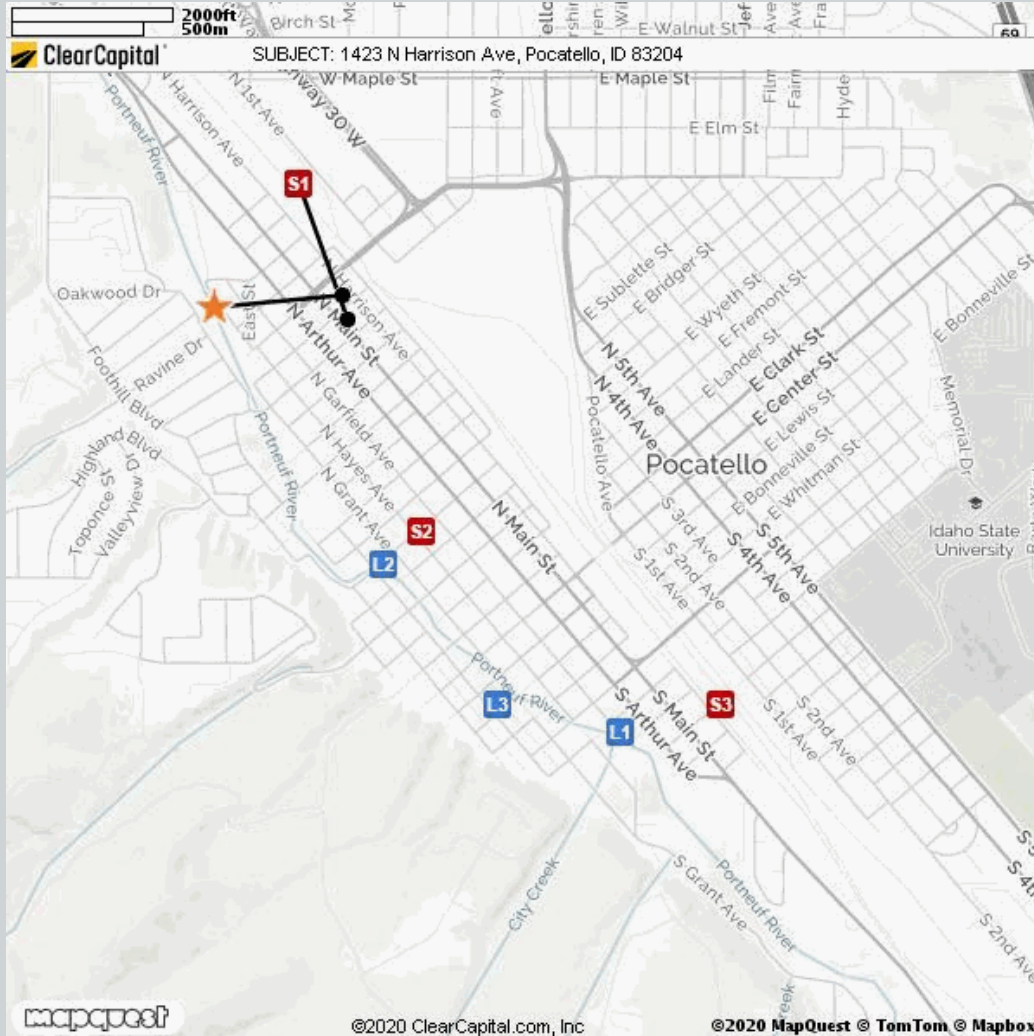 2000ft
500m
Birch St
E Walnut St
ClearCapital
SUBJECT: 1423 N Harrison Ave, Pocatello, ID 83204
W Maple St
E Maple St
Hyde
E Elm St
Portneuf River
N Harrison Ave
N 1st Ave
S1
Oakwood Dr
East St
Harrison Ave
N Main St
N Arthur Ave
Ravine Dr
Foothill Blvd
Highland Blvd
Toponce St
Valleyview Dr
Portneuf River
N Garfield Ave
N Hayes Ave
N Grant Ave
S2
L2
N Main St
E Sublette St
E Bridger St
E Wyeth St
E Fremont St
E Lander St
E Clark St
E Center St
E Lewis St
E Bonneville St
E Whitman St
E Bonneville St
N 5th Ave
N 4th Ave
Pocatello Ave
Pocatello
Memorial Dr
Idaho State
University
S 3rd Ave
S 2nd Ave
S 1st Ave
S 5th Ave
S 4th Ave
Portneuf River
L3
L1
S3
S Arthur Ave
S Main St
S 1st Ave
S 2nd Ave
City Creek
S Grant Ave
Portneuf River
S 2nd Ave
mapquest
©2020 ClearCapital.com, Inc
©2020 MapQuest © TomTom © Mapbox